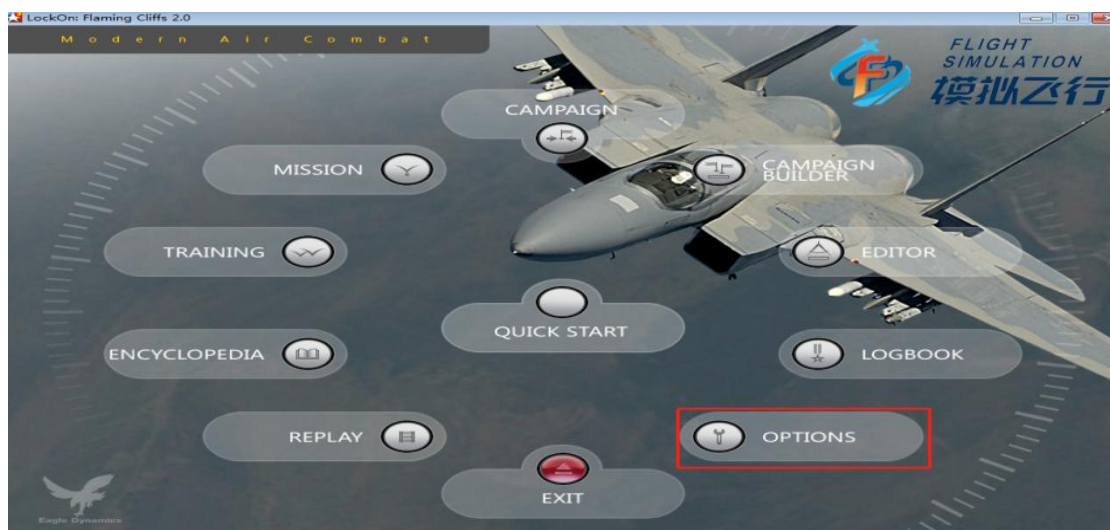 LockOn: Flaming Cliffs 2.0
Modern Air Combat
FLIGHT
SIMULATION
模拟飞行
CAMPAIGN
MISSION
CAMPAIGN
BUILDER
TRAINING
EDITOR
QUICK START
ENCYCLOPEDIA
LOGBOOK
REPLAY
OPTIONS
EXIT
Eagle Dynamics